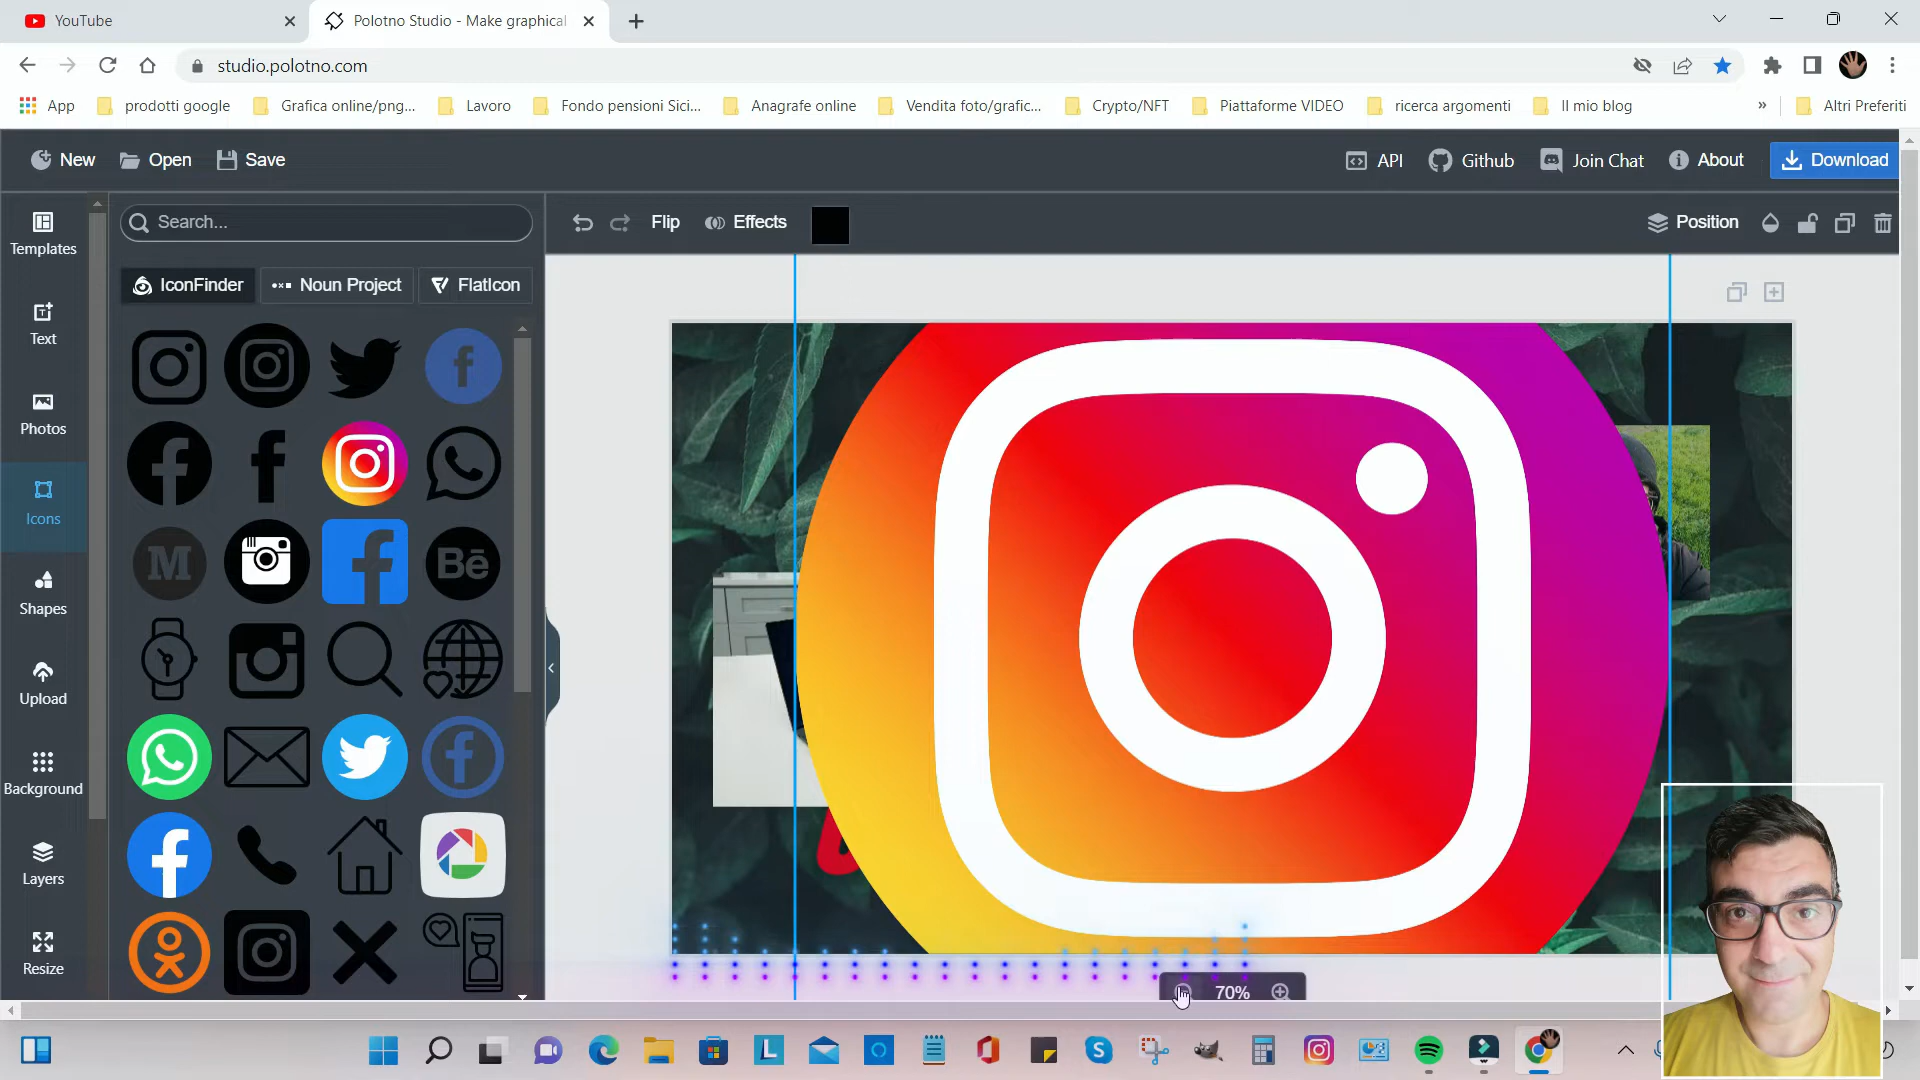 YouTube
Polotno Studio - Make graphical
studio.polotno.com
App
prodotti google
Grafica online/png...
Lavoro
Fondo pensioni Sici...
Anagrafe online
Vendita foto/grafic...
Crypto/NFT
Piattaforme VIDEO
ricerca argomenti
Il mio blog
»
Altri Preferiti
New
Open
Save
API
Github
Join Chat
About
Download
Search...
Flip
Effects
Position
IconFinder
Noun Project
FlatIcon
Templates
Text
Photos
Icons
Shapes
Upload
Background
Layers
Resize
M
Bē
70%